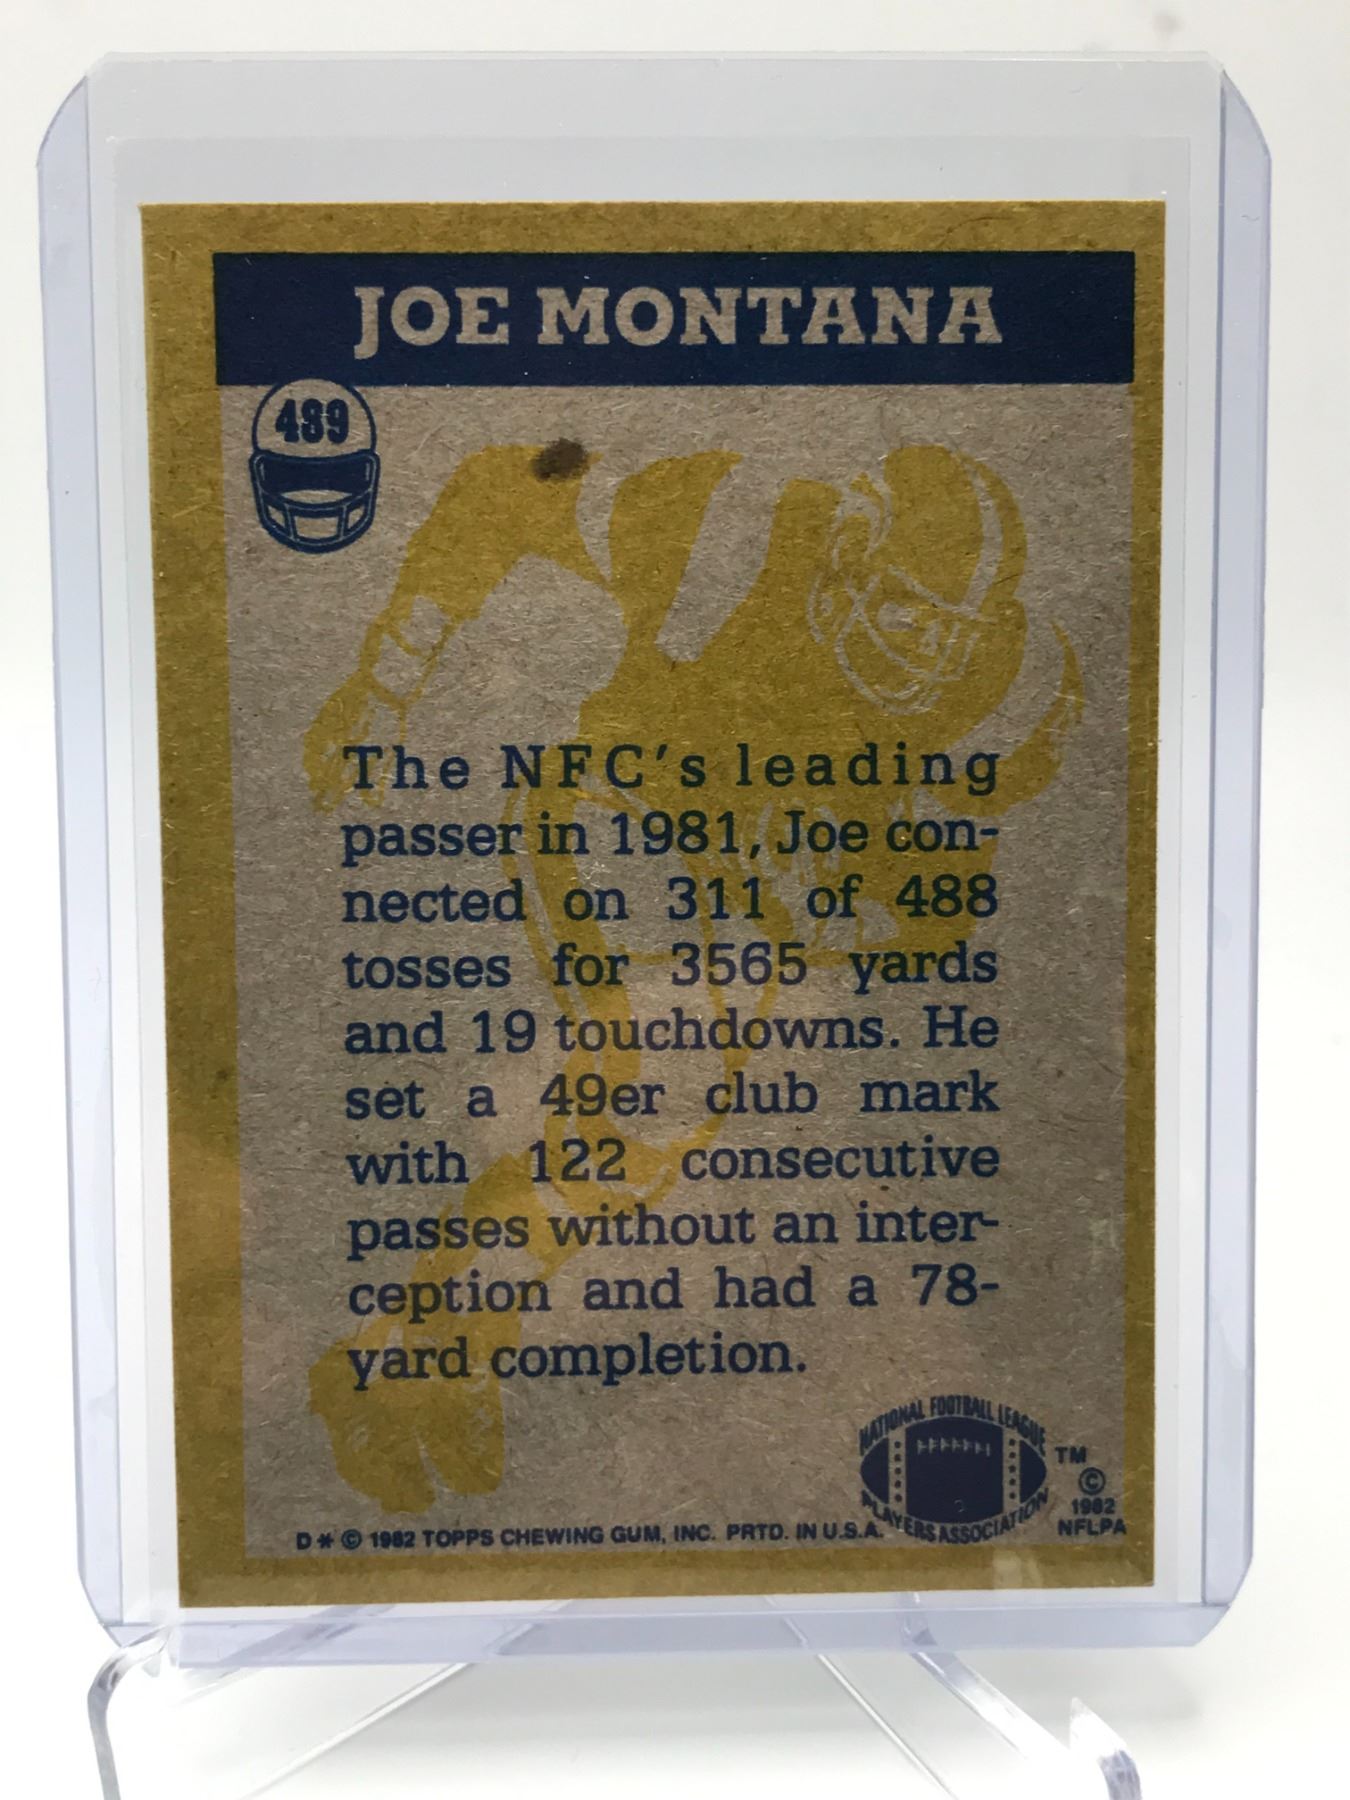 JOE MONTANA
489
The NFC's leading
passer in 1981, Joe con-
nected on 311 of 488
tosses for 3565 yards
and 19 touchdowns. He
set a 49er club mark
with 122 consecutive
passes without an inter-
ception and had a 78-
yard completion.
NATIONAL FOOTBALL LEAGUE
PLAYERS ASSOCIATION
TM
©
1982
NFLPA
D * © 1982 TOPPS CHEWING GUM, INC. PRTD. IN U.S.A.